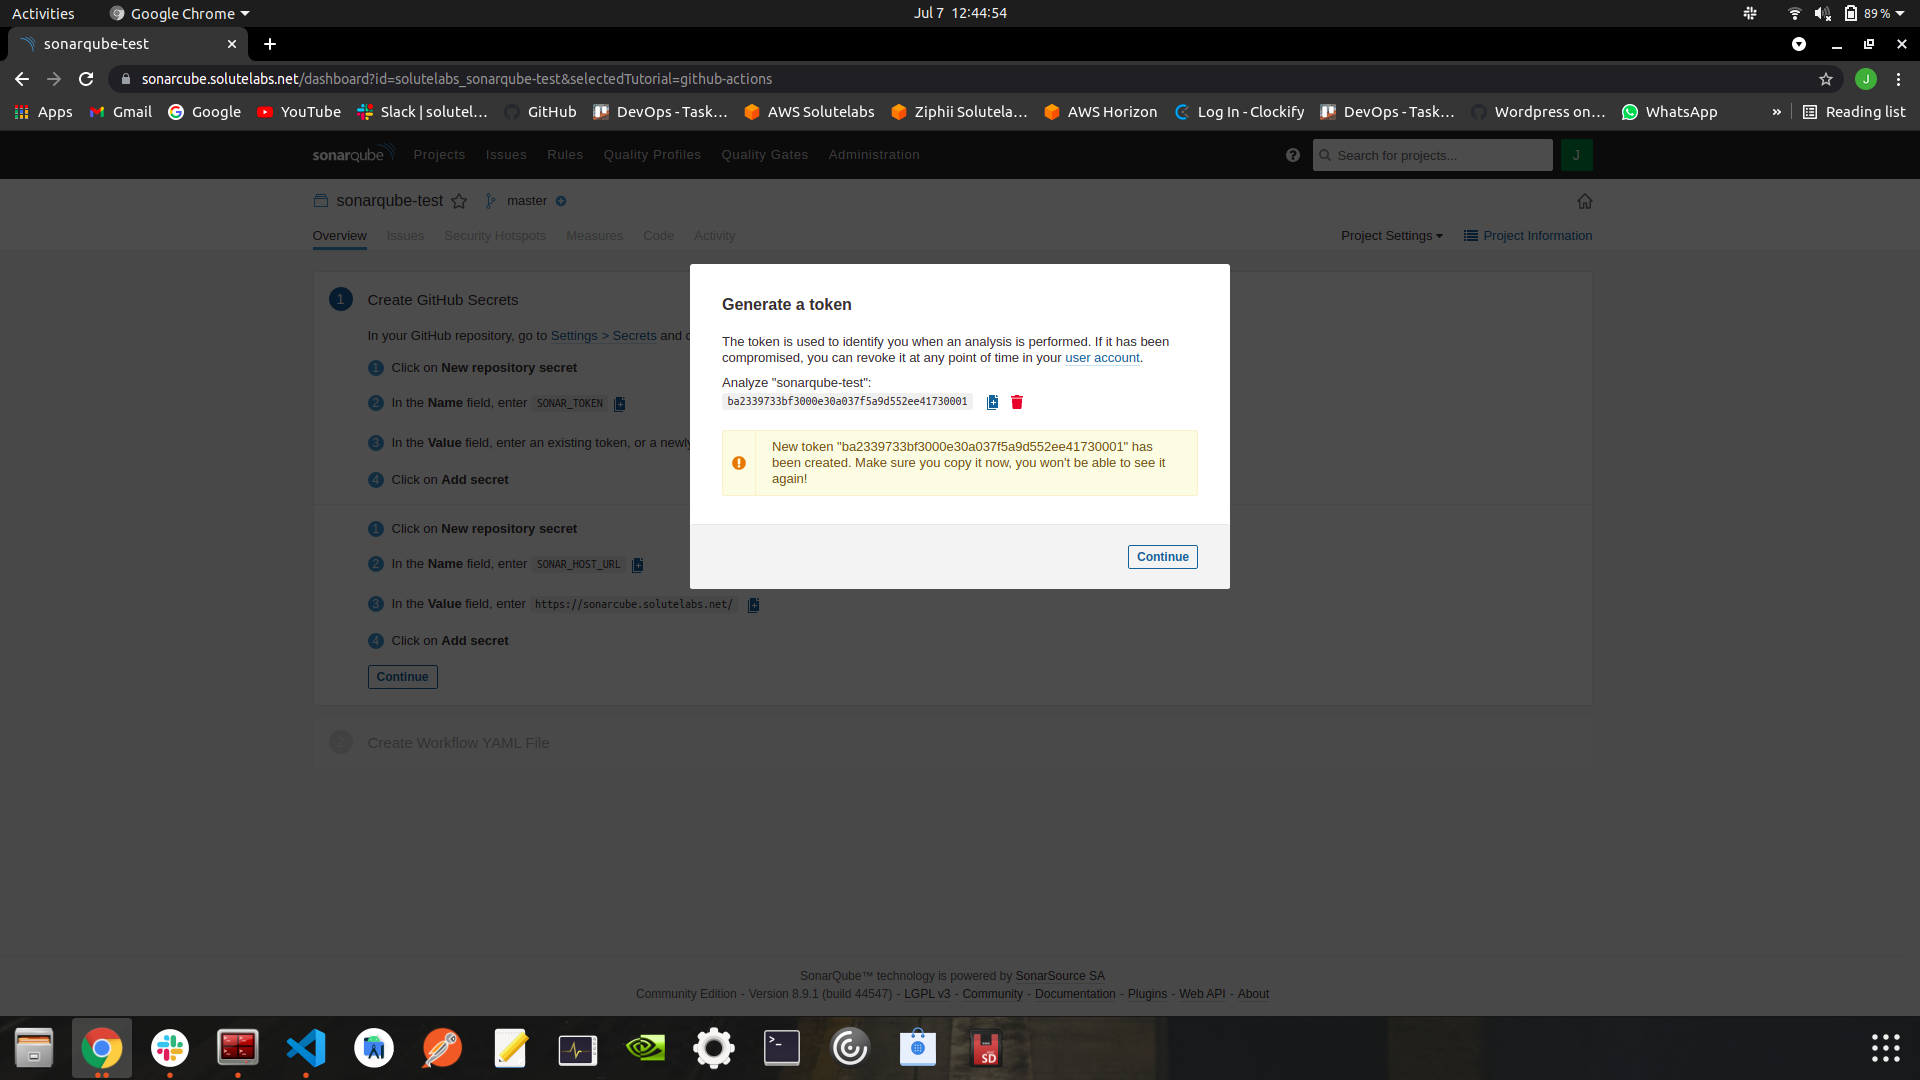 Activities
Google Chrome
Jul 7 12:44:54
89 %
sonarqube-test
sonarcube.solutelabs.net/dashboard?id=solutelabs_sonarqube-test&selectedTutorial=github-actions
J
Apps
Gmail
Google
YouTube
Slack | solutel...
GitHub
DevOps - Task...
AWS Solutelabs
Ziphii Solutela...
AWS Horizon
Log In - Clockify
DevOps - Task...
Wordpress on...
WhatsApp
»
Reading list
sonarqube
Projects
Issues
Rules
Quality Profiles
Quality Gates
Administration
Search for projects...
J
sonarqube-test
master
Overview
Issues
Security Hotspots
Measures
Code
Activity
Project Settings
Project Information
1 Create GitHub Secrets
In your GitHub repository, go to Settings > Secrets and c
1 Click on New repository secret
2 In the Name field, enter SONAR_TOKEN
3 In the Value field, enter an existing token, or a newly
4 Click on Add secret
1 Click on New repository secret
2 In the Name field, enter SONAR_HOST_URL
3 In the Value field, enter https://sonarcube.solutelabs.net/
4 Click on Add secret
Continue
2 Create Workflow YAML File
Generate a token
The token is used to identify you when an analysis is performed. If it has been
compromised, you can revoke it at any point of time in your user account.
Analyze "sonarqube-test":
ba2339733bf3000e30a037f5a9d552ee41730001
New token "ba2339733bf3000e30a037f5a9d552ee41730001" has
been created. Make sure you copy it now, you won't be able to see it
again!
Continue
SonarQube™ technology is powered by SonarSource SA
Community Edition - Version 8.9.1 (build 44547) - LGPL v3 - Community - Documentation - Plugins - Web API - About
SD